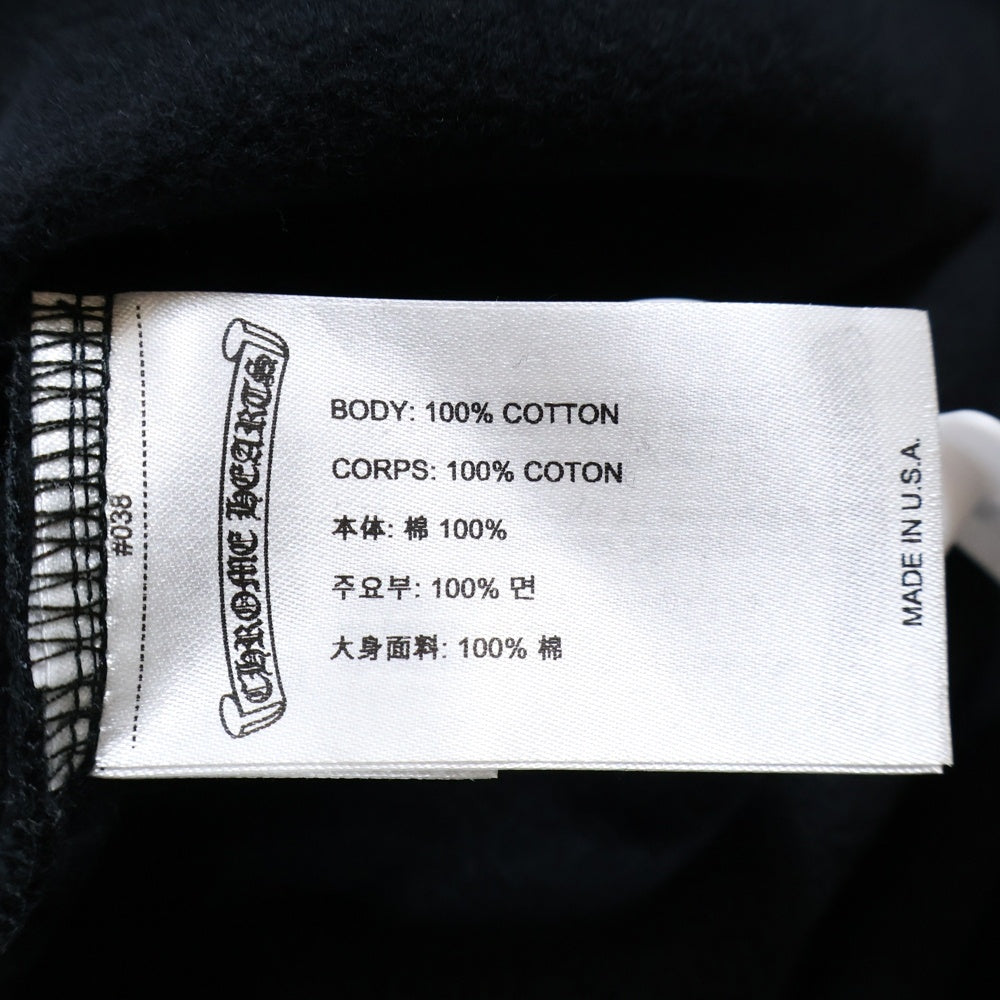 #038
CHROME HEARTS
BODY: 100% COTTON
CORPS: 100% COTON
本体: 棉 100%
주요부: 100% 면
大身面料: 100% 棉
MADE IN U.S.A.